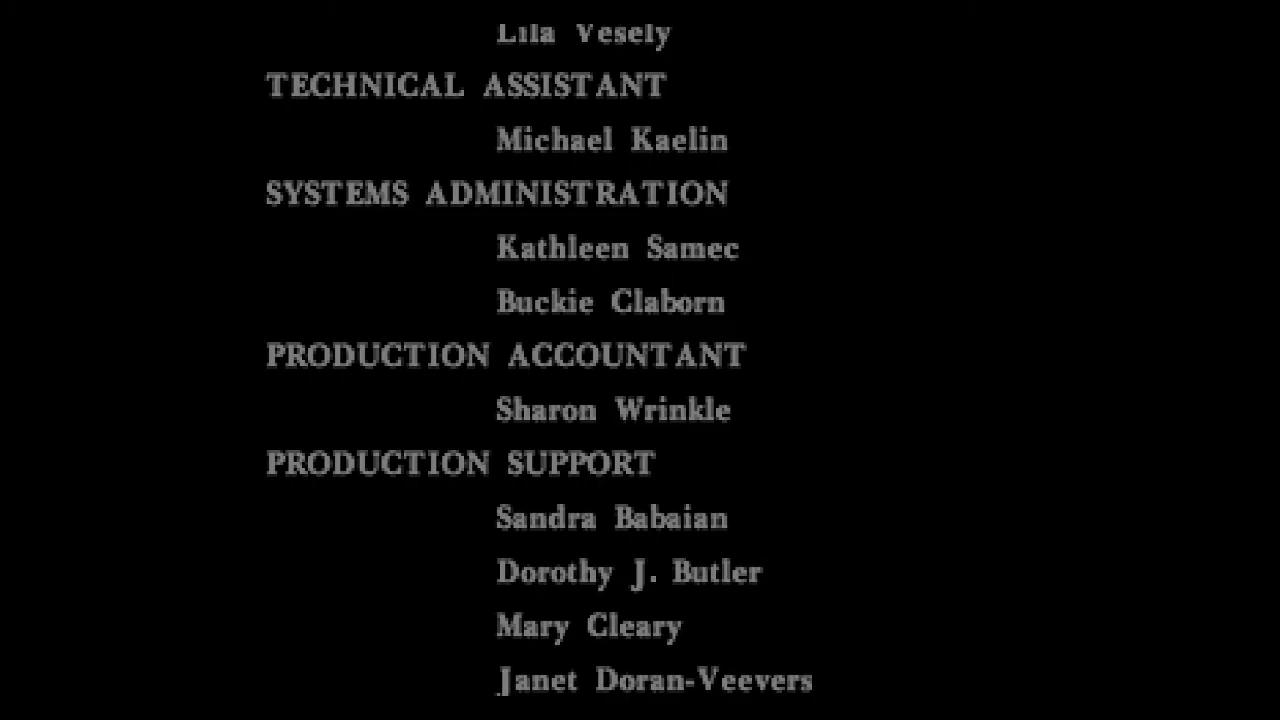 Lila Vesely
TECHNICAL ASSISTANT
Michael Kaelin
SYSTEMS ADMINISTRATION
Kathleen Samec
Buckie Claborn
PRODUCTION ACCOUNTANT
Sharon Wrinkle
PRODUCTION SUPPORT
Sandra Babaian
Dorothy J. Butler
Mary Cleary
Janet Doran-Veevers